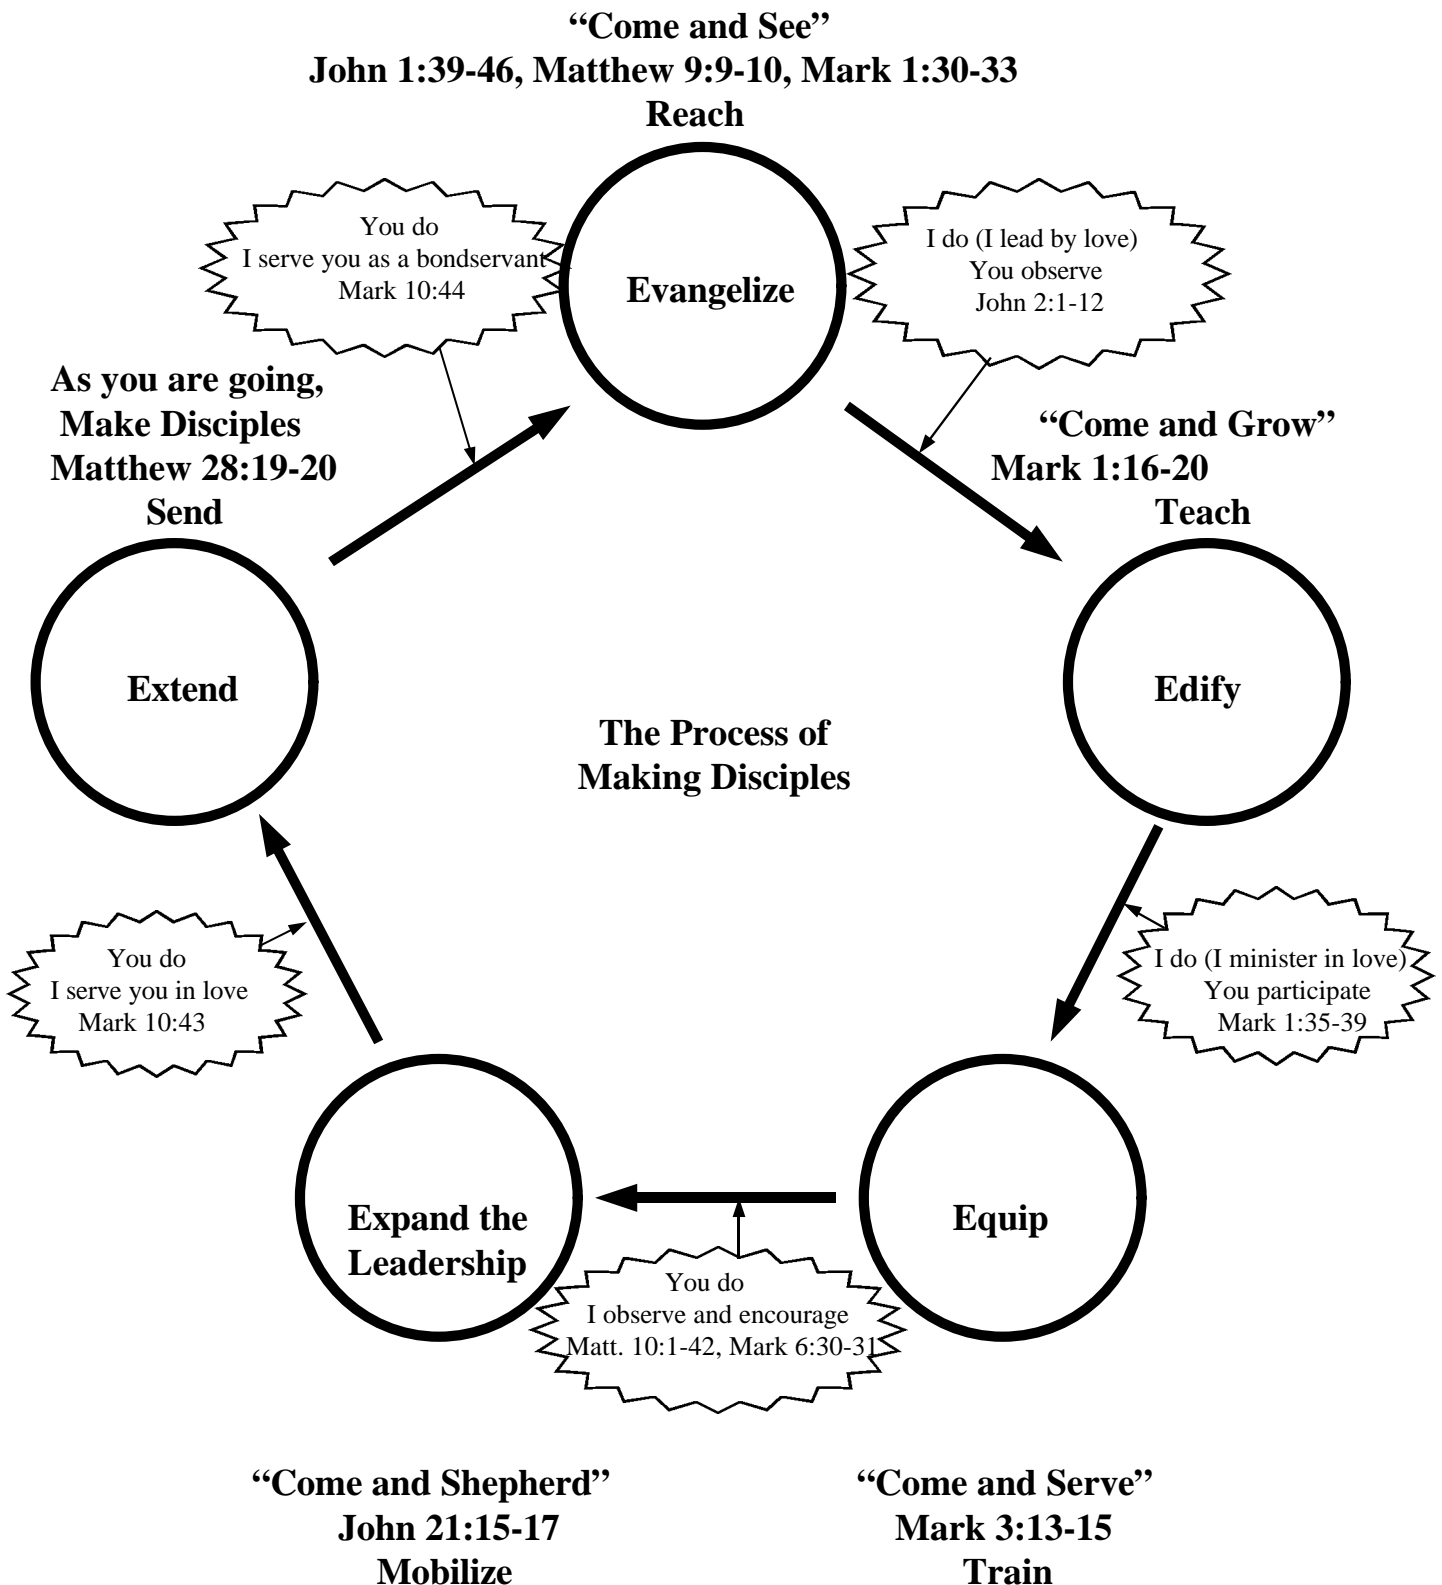 “Come and See”
John 1:39-46, Matthew 9:9-10, Mark 1:30-33
Reach
Evangelize
I do (I lead by love)
You observe
John 2:1-12
“Come and Grow”
Mark 1:16-20
Teach
Edify
I do (I minister in love)
You participate
Mark 1:35-39
Equip
“Come and Serve”
Mark 3:13-15
Train
You do
I observe and encourage
Matt. 10:1-42, Mark 6:30-31
Expand the
Leadership
“Come and Shepherd”
John 21:15-17
Mobilize
You do
I serve you in love
Mark 10:43
As you are going,
Make Disciples
Matthew 28:19-20
Send
Extend
You do
I serve you as a bondservant
Mark 10:44
The Process of
Making Disciples